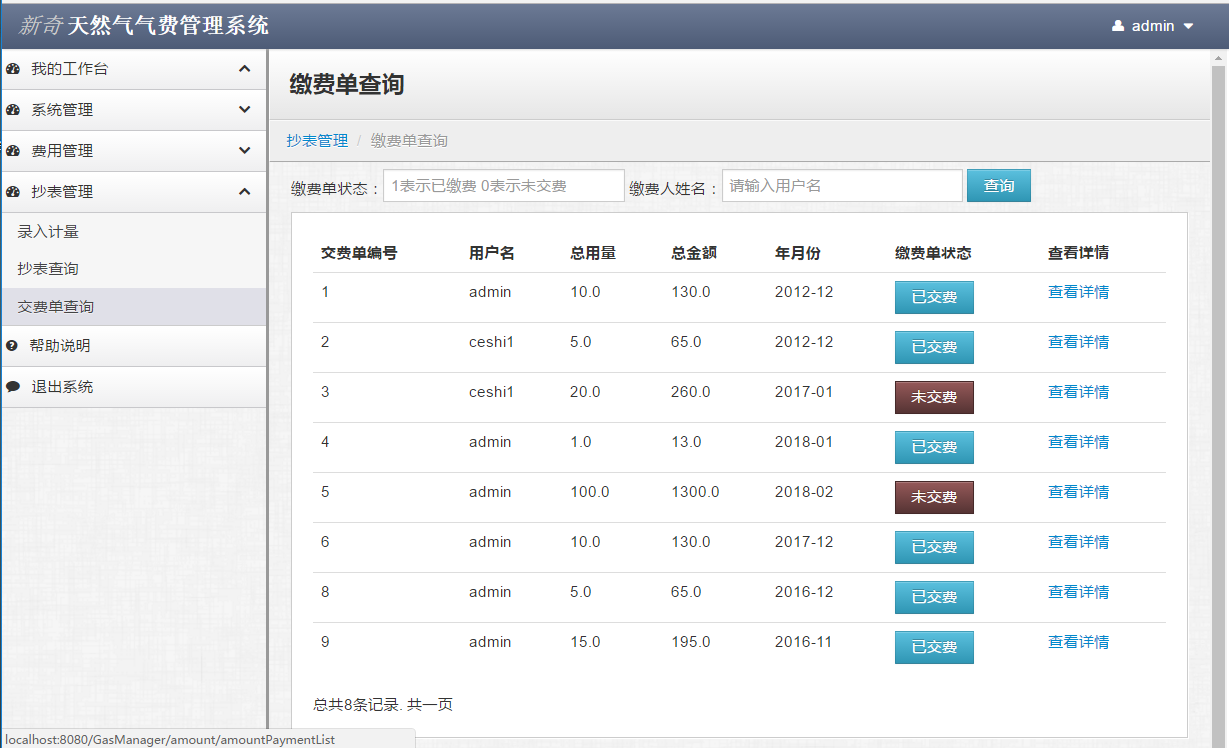 新奇 天然气气费管理系统
admin
我的工作台
系统管理
费用管理
抄表管理
录入计量
抄表查询
交费单查询
帮助说明
退出系统
缴费单查询
抄表管理 / 缴费单查询
缴费单状态： 1表示已缴费 0表示未交费 缴费人姓名： 请输入用户名 查询
交费单编号 用户名 总用量 总金额 年月份 缴费单状态 查看详情
1 admin 10.0 130.0 2012-12 已交费 查看详情
2 ceshi1 5.0 65.0 2012-12 已交费 查看详情
3 ceshi1 20.0 260.0 2017-01 未交费 查看详情
4 admin 1.0 13.0 2018-01 已交费 查看详情
5 admin 100.0 1300.0 2018-02 未交费 查看详情
6 admin 10.0 130.0 2017-12 已交费 查看详情
8 admin 5.0 65.0 2016-12 已交费 查看详情
9 admin 15.0 195.0 2016-11 已交费 查看详情
总共8条记录. 共一页
localhost:8080/GasManager/amount/amountPaymentList